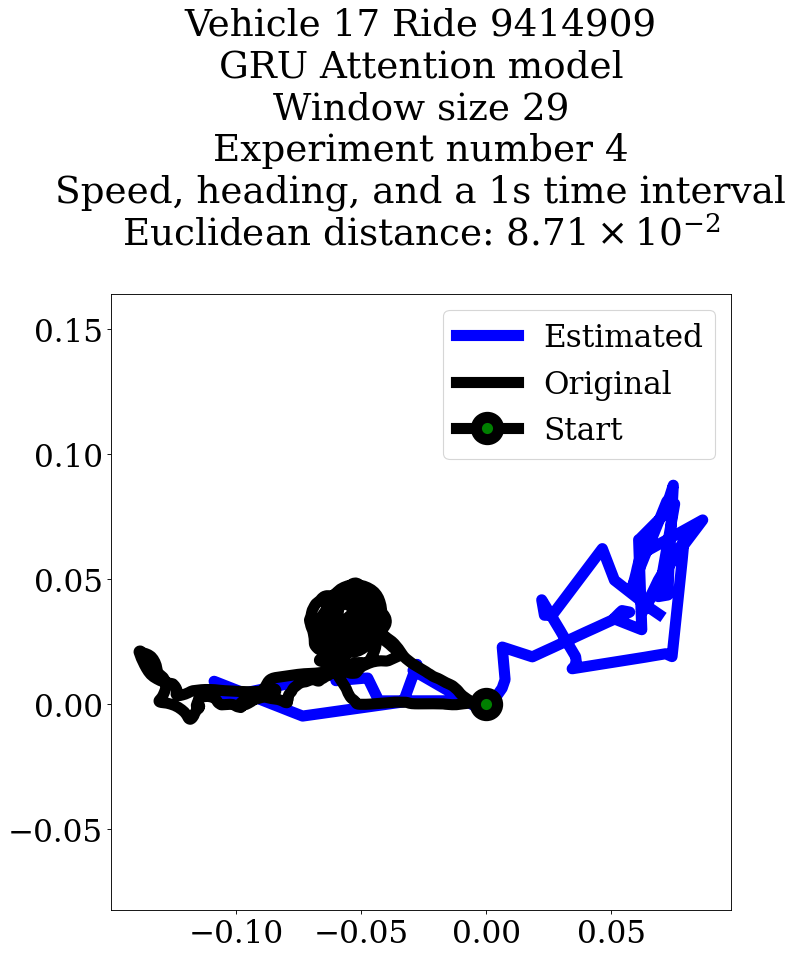 Vehicle 17 Ride 9414909
GRU Attention model
Window size 29
Experiment number 4
Speed, heading, and a 1s time interval
Euclidean distance: 8.71 × 10⁻²
Estimated
Original
Start
0.15
0.10
0.05
0.00
−0.05
−0.10 −0.05 0.00 0.05